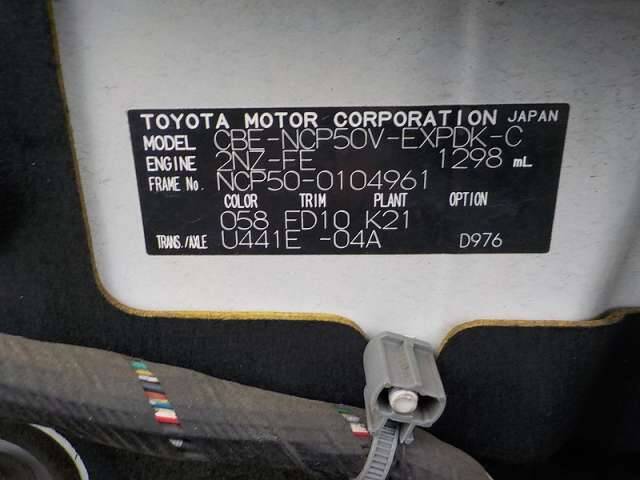 TOYOTA MOTOR CORPORATION JAPAN
MODEL CBE-NCP50V-EXPDK-C
ENGINE 2NZ-FE 1298 mL
FRAME No. NCP50-0104961
COLOR TRIM PLANT OPTION
058 FD10 K21
TRANS./AXLE U441E -04A D976